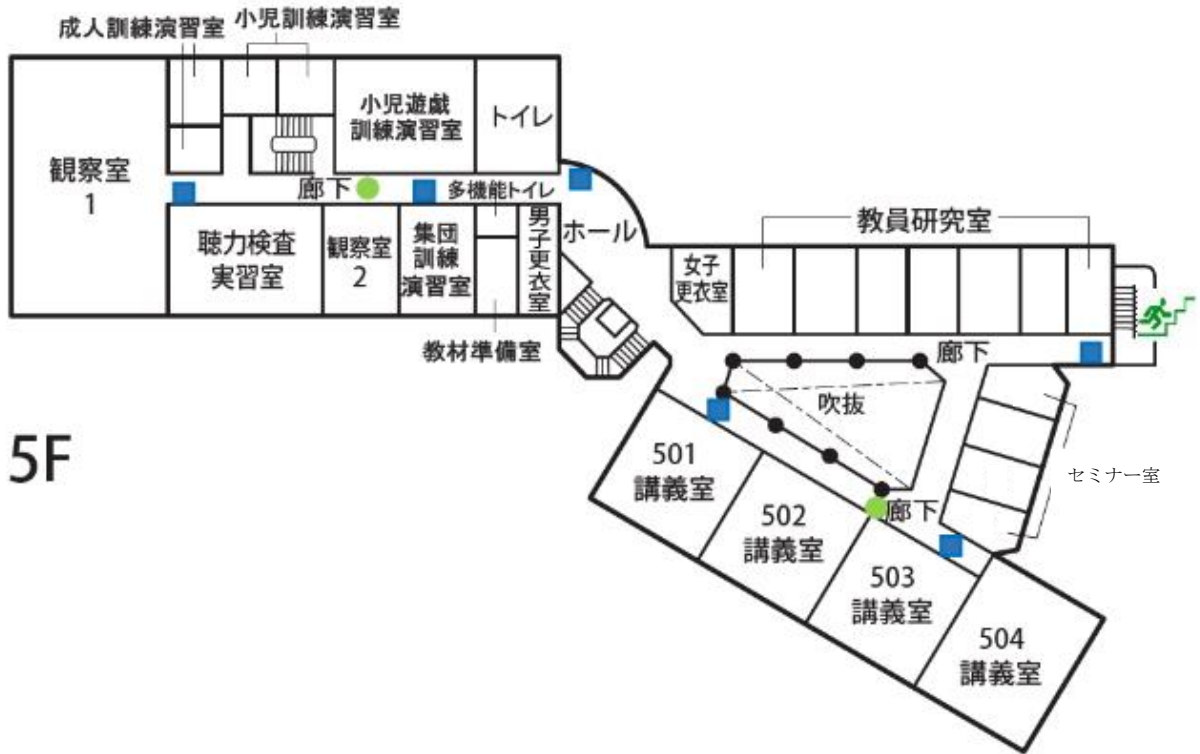 成人訓練演習室
小児訓練演習室
小児遊戯
訓練演習室
トイレ
観察室
1
廊下
多機能トイレ
聴力検査
実習室
観察室
2
集団
訓練
演習室
男子更衣室
ホール
教材準備室
教員研究室
女子
更衣室
廊下
吹抜
5F
501
講義室
502
講義室
503
講義室
504
講義室
廊下
セミナー室